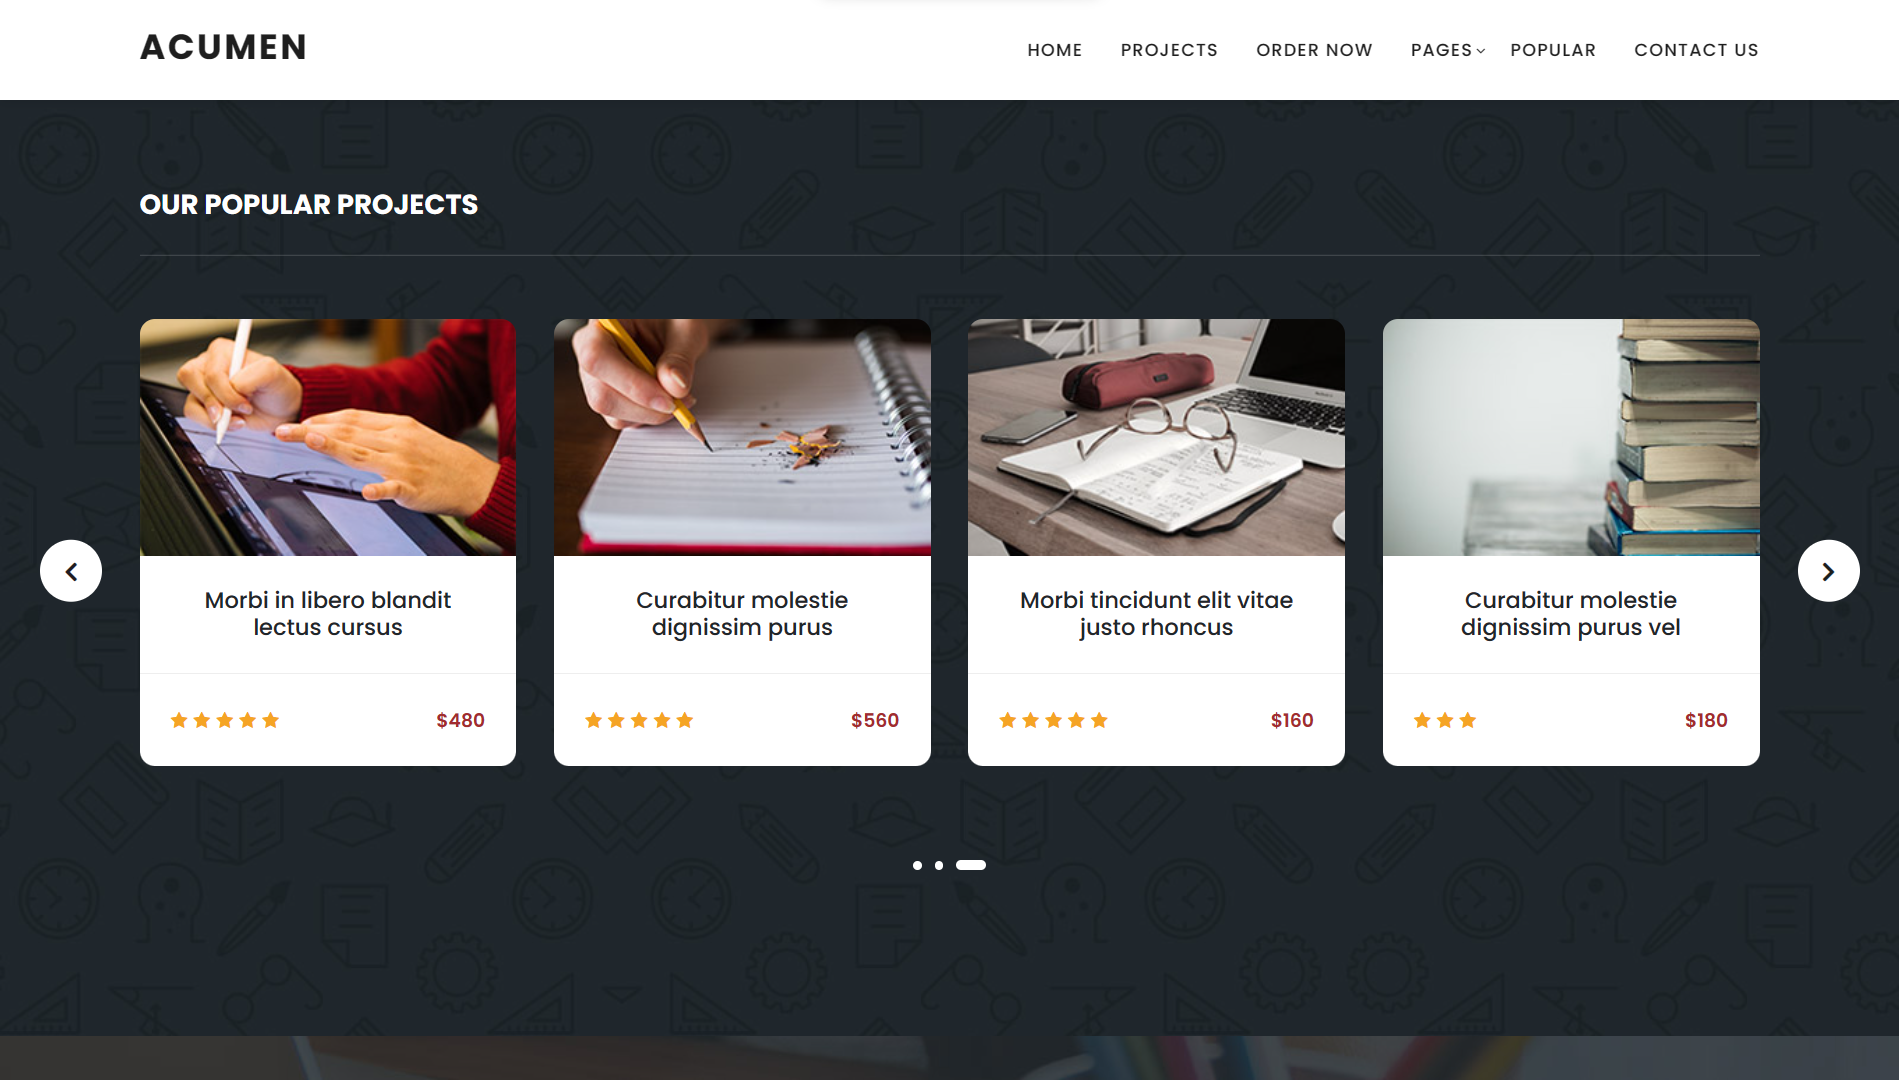 ACUMEN
HOME PROJECTS ORDER NOW PAGES POPULAR CONTACT US
OUR POPULAR PROJECTS
Morbi in libero blandit
lectus cursus
$480
Curabitur molestie
dignissim purus
$560
Morbi tincidunt elit vitae
justo rhoncus
$160
Curabitur molestie
dignissim purus vel
$180